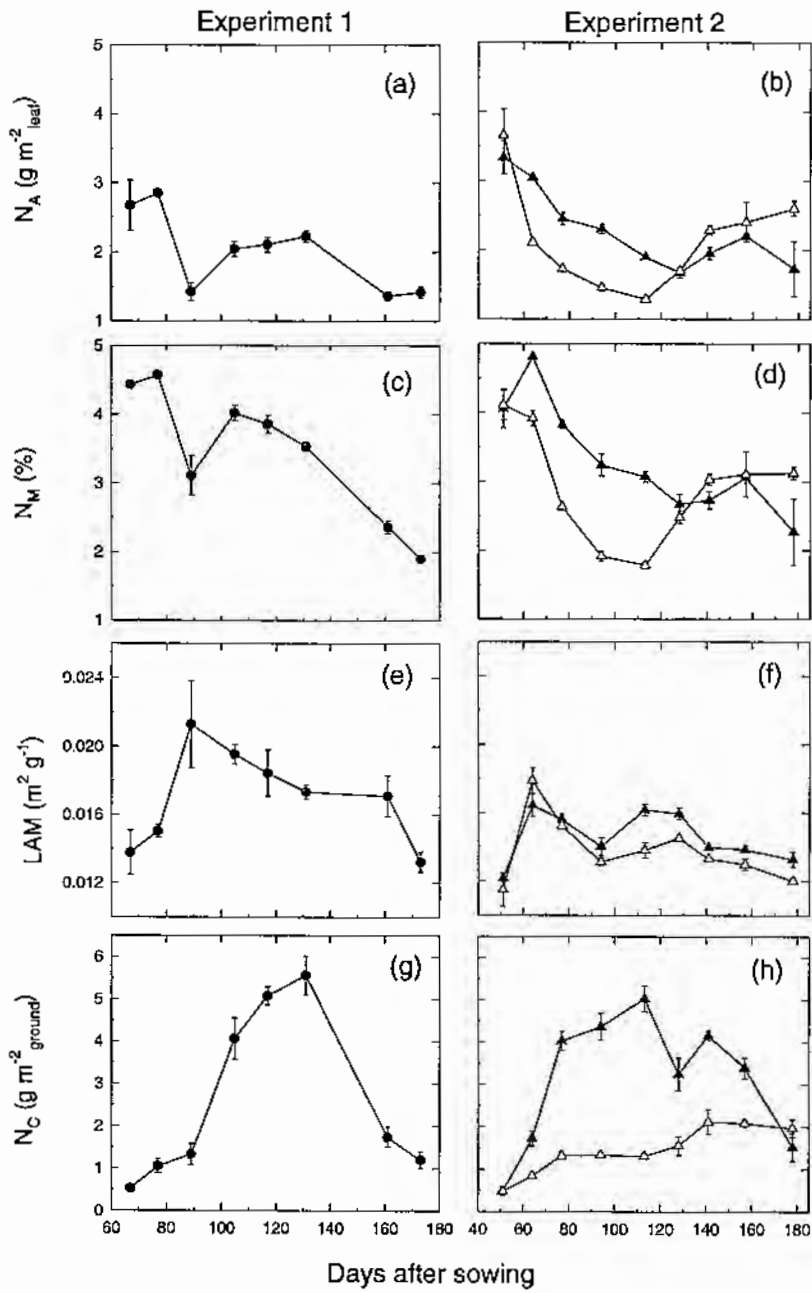 Experiment 1
Experiment 2
N_A (g m⁻² leaf)
5
4
3
2
1
(a)
(b)
N_M (%)
5
4
3
2
1
(c)
(d)
LAM (m² g⁻¹)
0.024
0.020
0.016
0.012
(e)
(f)
N_C (g m⁻² ground)
6
5
4
3
2
1
0
(g)
(h)
60 80 100 120 140 160 180
40 60 80 100 120 140 160 180
Days after sowing